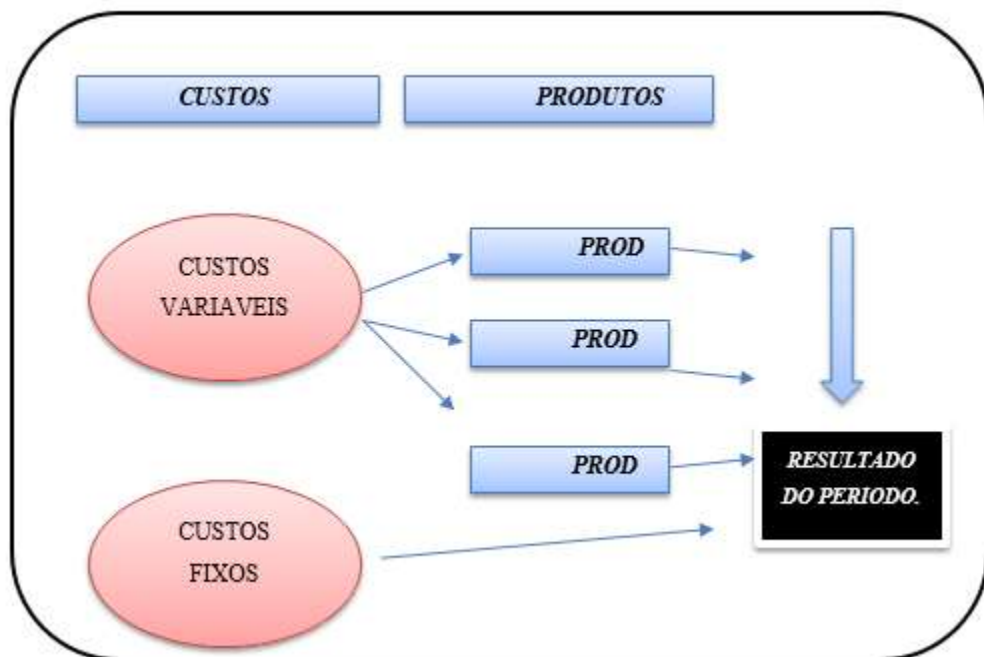 CUSTOS
PRODUTOS
CUSTOS
VARIAVEIS
PROD
PROD
PROD
RESULTADO
DO PERIODO.
CUSTOS
FIXOS